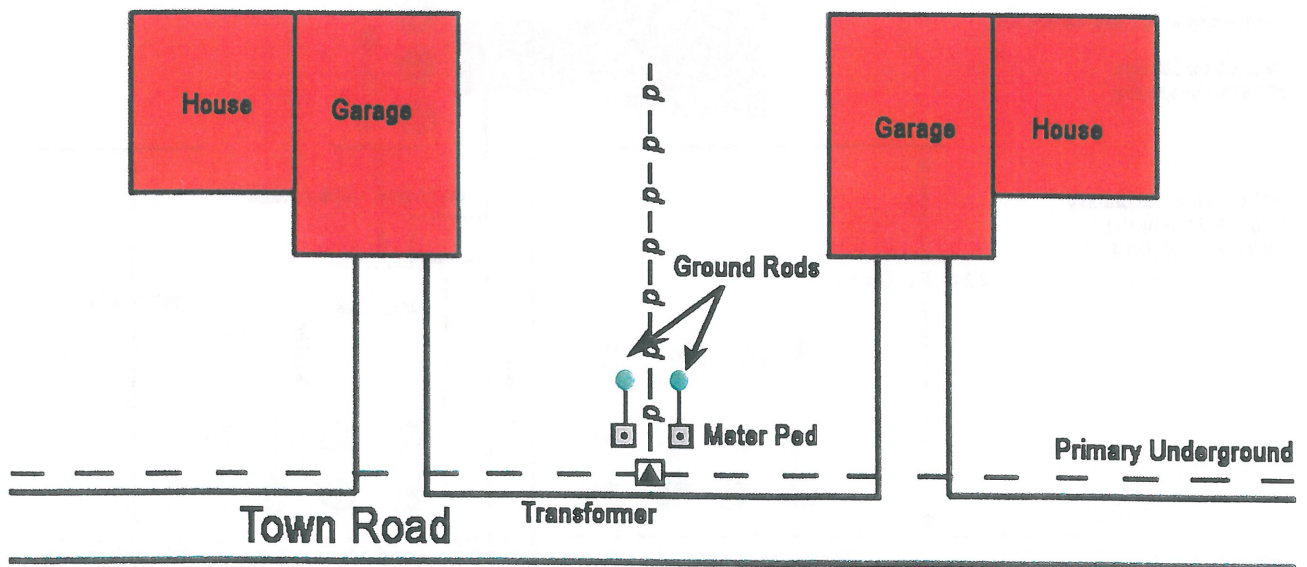 House
Garage
Garage
House
p
p
p
p
p
p
p
Ground Rods
Meter Ped
Primary Underground
Transformer
Town Road